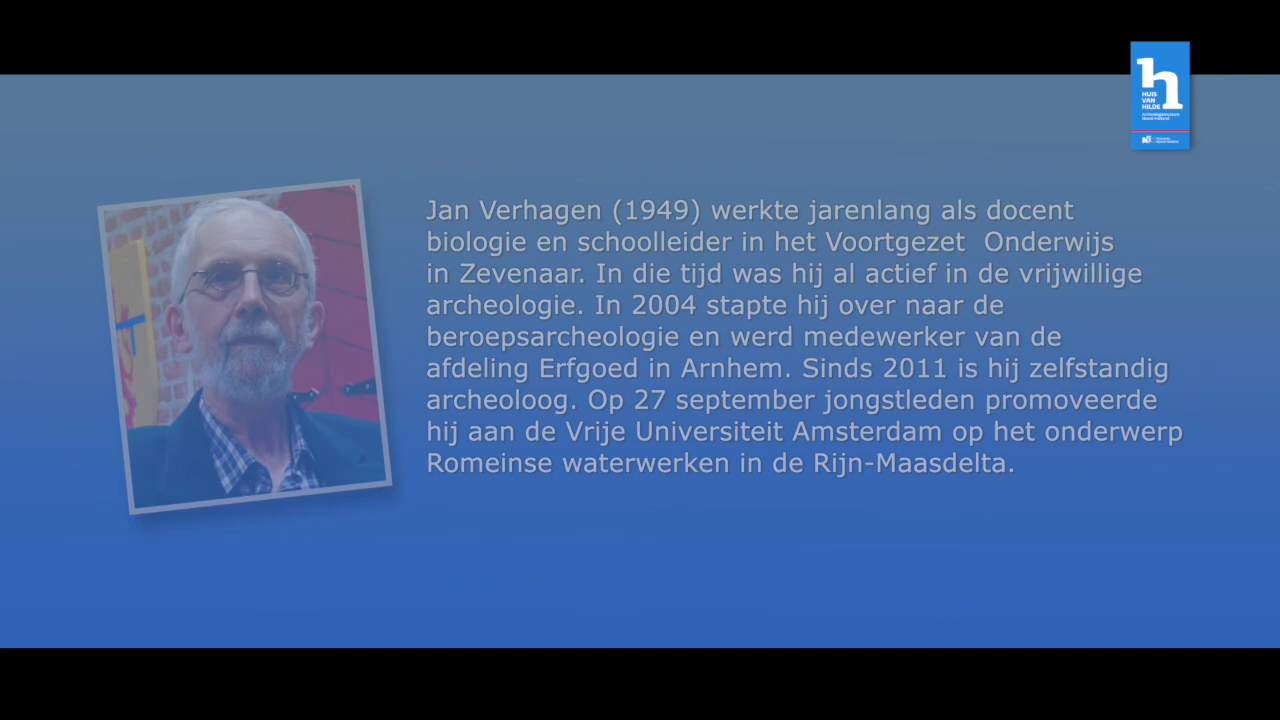 HUIS
VAN
HILDE
Archeologiemuseum
Noord-Holland
Jan Verhagen (1949) werkte jarenlang als docent
biologie en schoolleider in het Voortgezet  Onderwijs
in Zevenaar. In die tijd was hij al actief in de vrijwillige
archeologie. In 2004 stapte hij over naar de
beroepsarcheologie en werd medewerker van de
afdeling Erfgoed in Arnhem. Sinds 2011 is hij zelfstandig
archeoloog. Op 27 september jongstleden promoveerde
hij aan de Vrije Universiteit Amsterdam op het onderwerp
Romeinse waterwerken in de Rijn-Maasdelta.